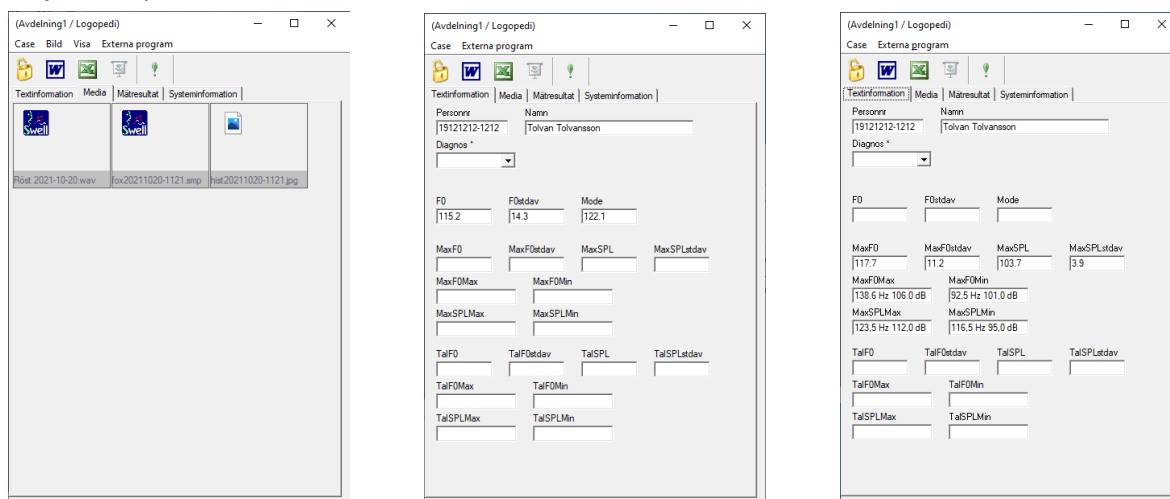 (Avdelning1 / Logopedi)
Case Bild Visa Externa program
Textinformation Media Mätresultat Systeminformation
Swell Swell
Röst 2021-10-20.wav fox20211020-1121.smp hist20211020-1121.jpg
(Avdelning1 / Logopedi)
Case Externa program
Textinformation Media Mätresultat Systeminformation
Personnr Namn
19121212-1212 Tolvan Tolvansson
Diagnos *
F0 F0stdav Mode
115.2 14.3 122.1
MaxF0 MaxF0stdav MaxSPL MaxSPLstdav
MaxF0Max MaxF0Min
MaxSPLMax MaxSPLMin
TalF0 TalF0stdav TalSPL TalSPLstdav
TalF0Max TalF0Min
TalSPLMax TalSPLMin
(Avdelning1 / Logopedi)
Case Externa program
Textinformation Media Mätresultat Systeminformation
Personnr Namn
19121212-1212 Tolvan Tolvansson
Diagnos *
F0 F0stdav Mode
MaxF0 MaxF0stdav MaxSPL MaxSPLstdav
117.7 11.2 103.7 3.9
MaxF0Max MaxF0Min
138.6 Hz 106.0 dB 92,5 Hz 101,0 dB
MaxSPLMax MaxSPLMin
123,5 Hz 112,0 dB 116,5 Hz 95,0 dB
TalF0 TalF0stdav TalSPL TalSPLstdav
TalF0Max TalF0Min
TalSPLMax TalSPLMin